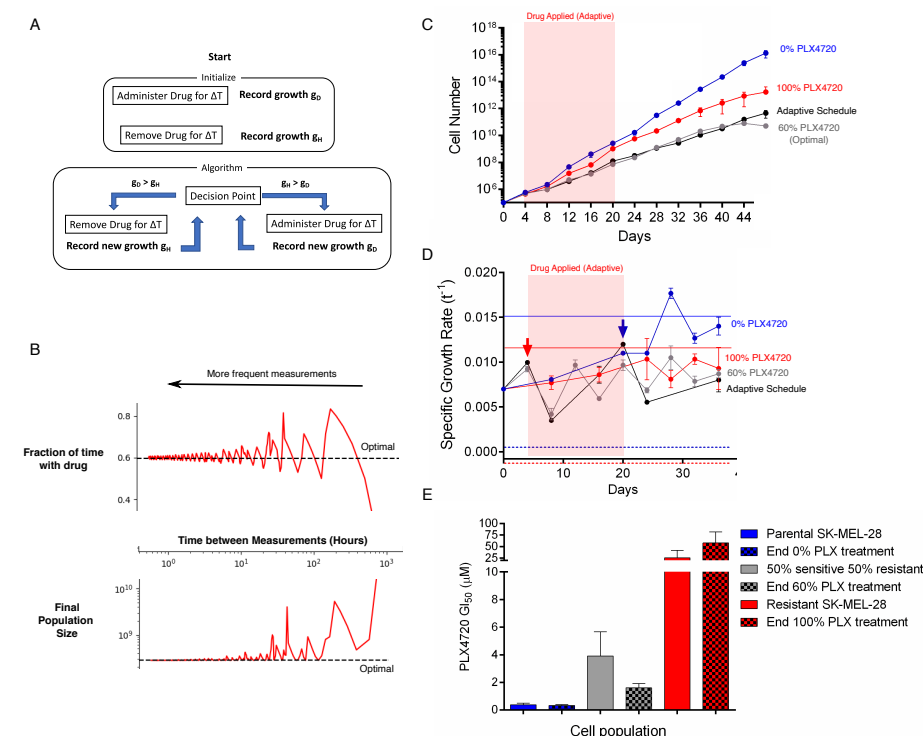 A
Start
Initialize
Administer Drug for ΔT
Record growth gD
Remove Drug for ΔT
Record growth gH
Algorithm
gD > gH
Decision Point
gH > gD
Remove Drug for ΔT
Administer Drug for ΔT
Record new growth gH
Record new growth gD
B
More frequent measurements
Fraction of time
with drug
0.8
0.6
0.4
Optimal
Time between Measurements (Hours)
10^0
10^1
10^2
10^3
Final
Population
Size
10^10
10^9
Optimal
C
Drug Applied (Adaptive)
Cell Number
10^18
10^16
10^14
10^12
10^10
10^8
10^6
0 4 8 12 16 20 24 28 32 36 40 44
Days
0% PLX4720
100% PLX4720
Adaptive Schedule
60% PLX4720
(Optimal)
D
Drug Applied (Adaptive)
Specific Growth Rate (t^-1)
0.020
0.015
0.010
0.005
0.000
0 10 20 30
Days
0% PLX4720
100% PLX4720
60% PLX4720
Adaptive Schedule
E
PLX4720 GI50 (μM)
100
75
50
25
10
8
6
4
2
0
Cell population
Parental SK-MEL-28
End 0% PLX treatment
50% sensitive 50% resistant
End 60% PLX treatment
Resistant SK-MEL-28
End 100% PLX treatment